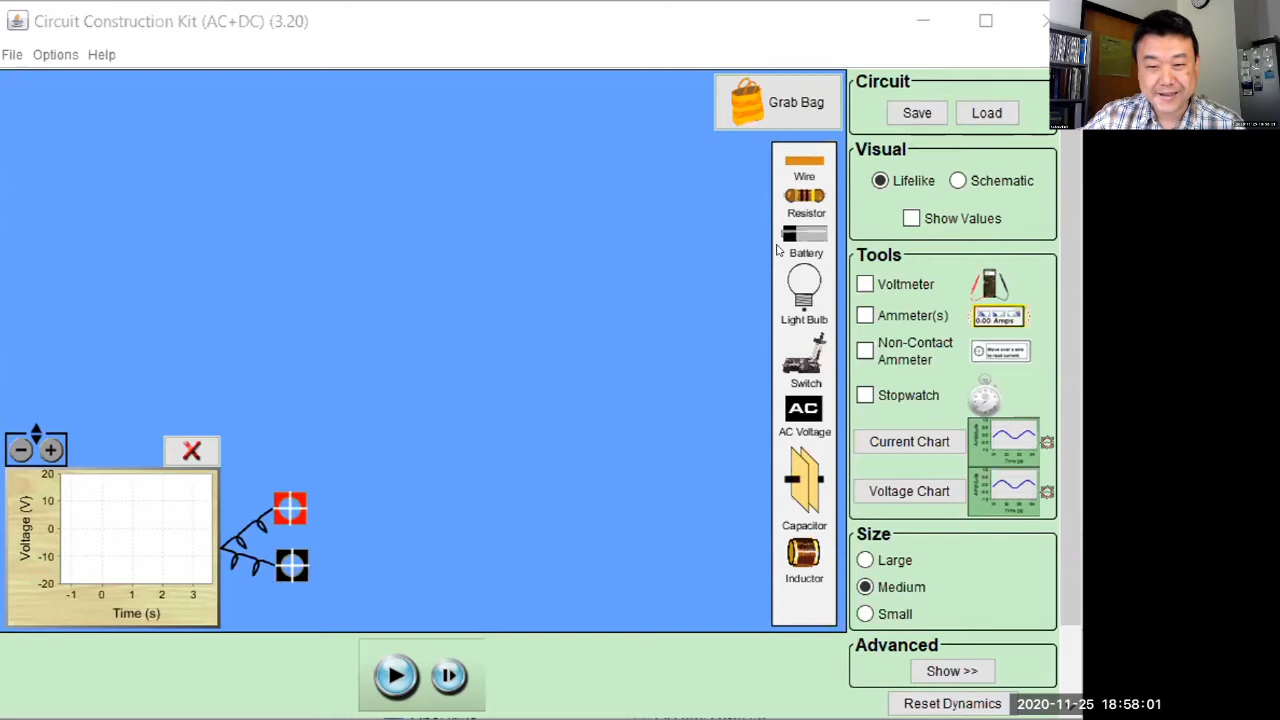 Circuit Construction Kit (AC+DC) (3.20)
File Options Help
Grab Bag
Wire
Resistor
Battery
Light Bulb
Switch
AC
AC Voltage
Capacitor
Inductor
Circuit
Save Load
Visual
Lifelike Schematic
Show Values
Tools
Voltmeter
Ammeter(s)
0.00 Amps
Non-Contact
Ammeter
Stopwatch
Current Chart
Voltage Chart
Size
Large
Medium
Small
Advanced
Show >>
Reset Dynamics
Voltage (V)
20
10
0
-10
-20
-1 0 1 2 3
Time (s)
2020-11-25 18:58:01